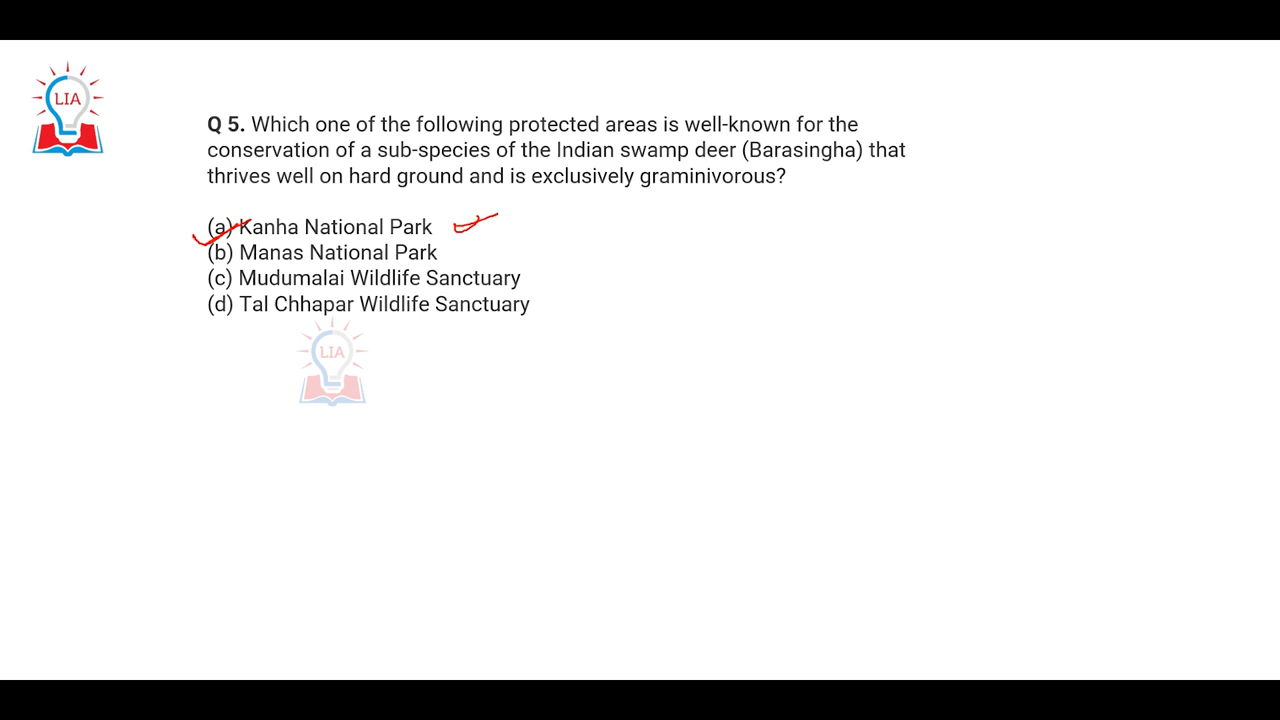 LIA
Q 5. Which one of the following protected areas is well-known for the
conservation of a sub-species of the Indian swamp deer (Barasingha) that
thrives well on hard ground and is exclusively graminivorous?
(a) Kanha National Park
(b) Manas National Park
(c) Mudumalai Wildlife Sanctuary
(d) Tal Chhapar Wildlife Sanctuary
LIA